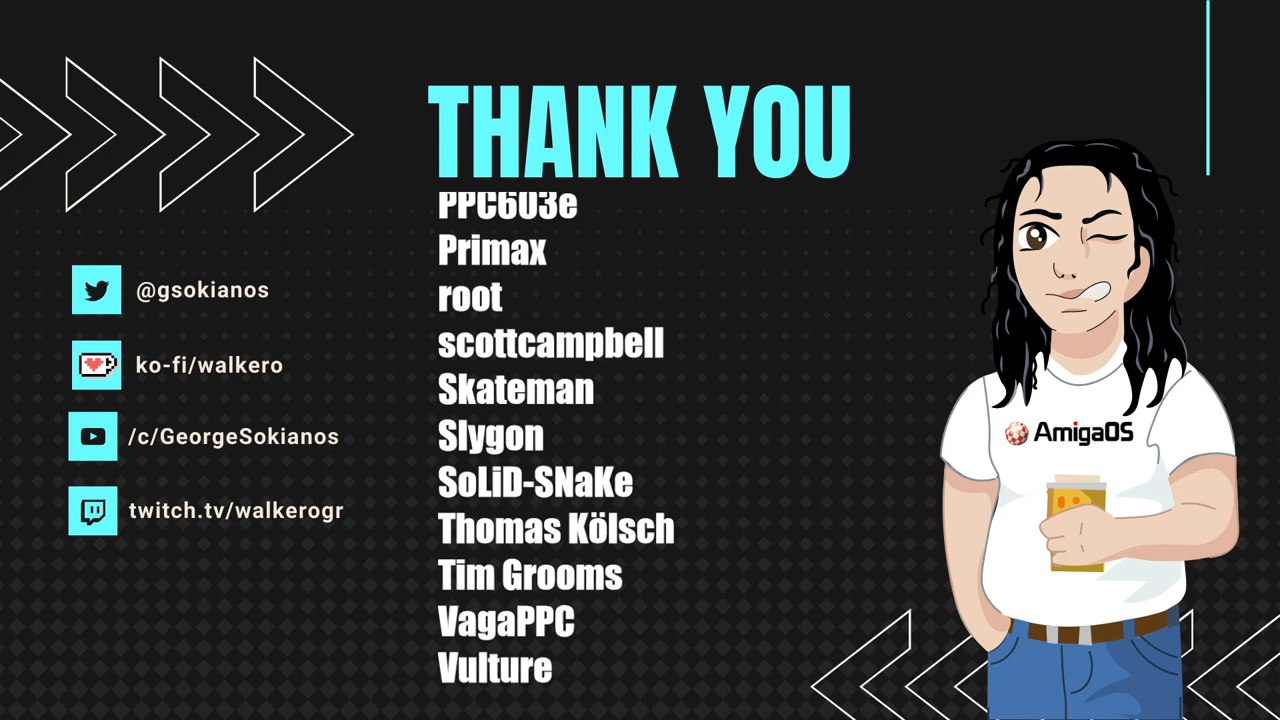 THANK YOU
PPC603e
Primax
root
scottcampbell
Skateman
Slygon
SoLiD-SNaKe
Thomas Kölsch
Tim Grooms
VagaPPC
Vulture
@gsokianos
ko-fi/walkero
/c/GeorgeSokianos
twitch.tv/walkerogr
AmigaOS